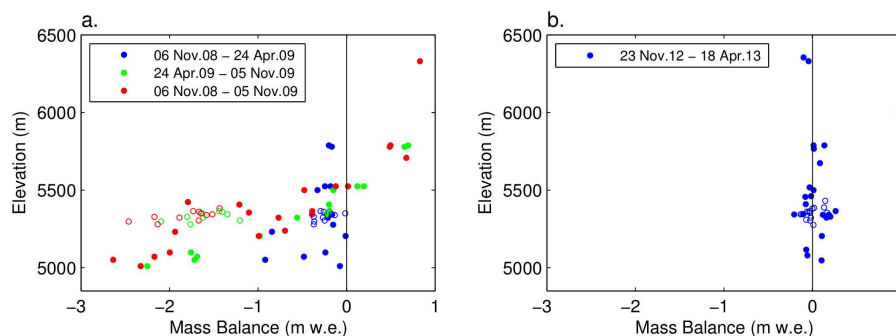 a.
6500
6000
5500
5000
Elevation (m)
06 Nov.08 − 24 Apr.09
24 Apr.09 − 05 Nov.09
06 Nov.08 − 05 Nov.09
−3 −2 −1 0 1
Mass Balance (m w.e.)
b.
6500
6000
5500
5000
Elevation (m)
23 Nov.12 − 18 Apr.13
−3 −2 −1 0
Mass Balance (m w.e.)